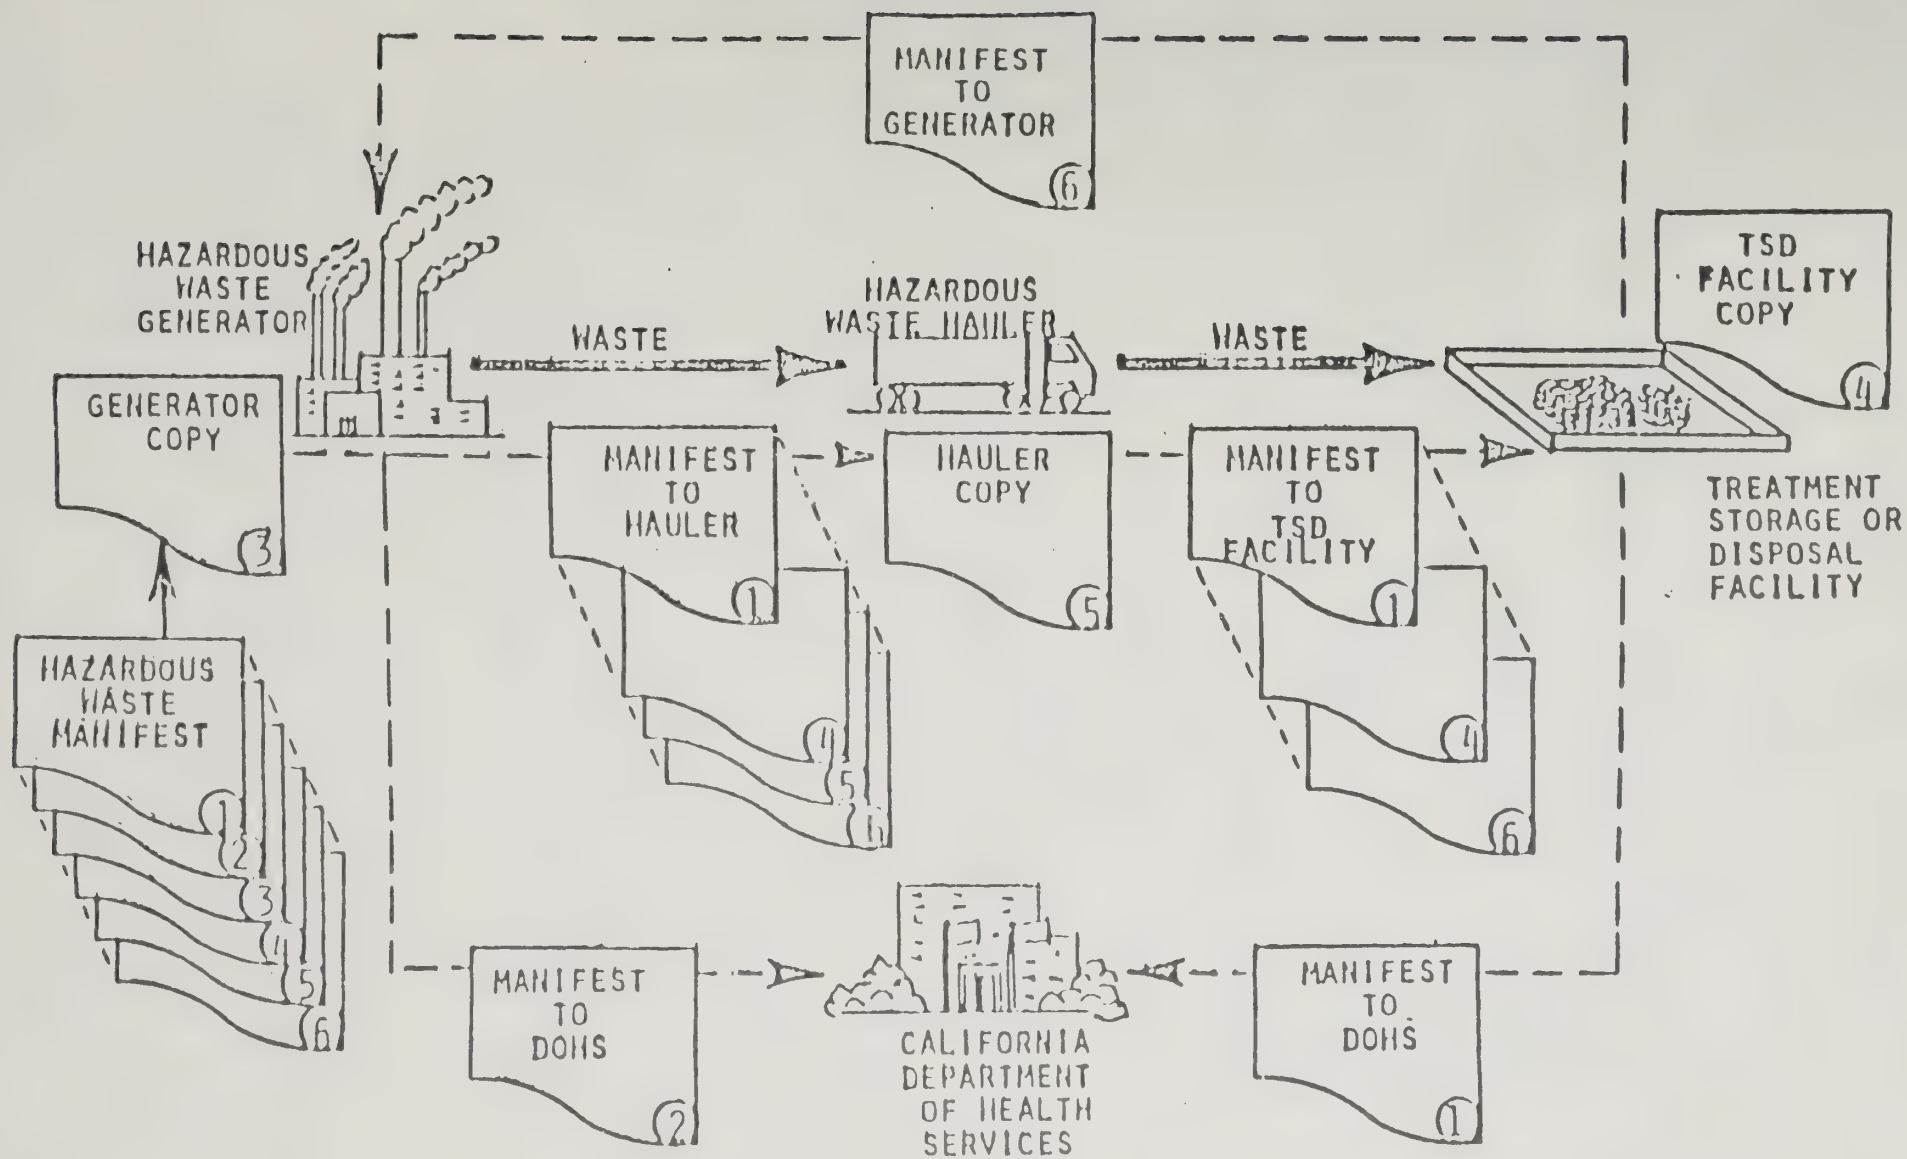 MANIFEST
TO
GENERATOR
6
HAZARDOUS
WASTE
GENERATOR
WASTE
HAZARDOUS
WASTE HAULER
WASTE
TSD
FACILITY
COPY
4
GENERATOR
COPY
3
MANIFEST
TO
HAULER
1
4
5
6
HAULER
COPY
5
MANIFEST
TO
TSD
FACILITY
1
4
6
TREATMENT
STORAGE OR
DISPOSAL
FACILITY
HAZARDOUS
WASTE
MANIFEST
1
2
3
4
5
6
MANIFEST
TO
DOHS
2
CALIFORNIA
DEPARTMENT
OF HEALTH
SERVICES
MANIFEST
TO
DOHS
1